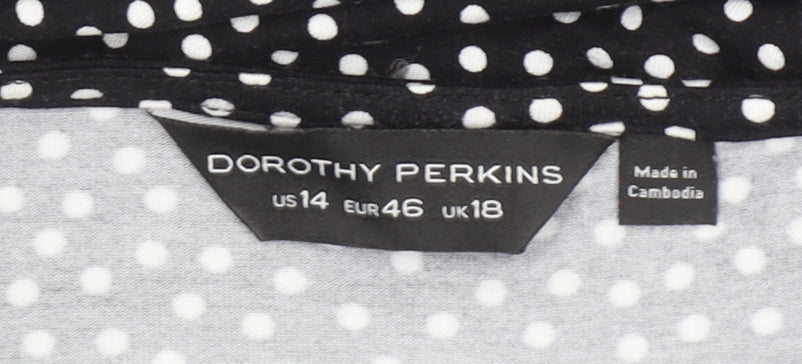 DOROTHY PERKINS
US14 EUR46 UK18
Made in
Cambodia